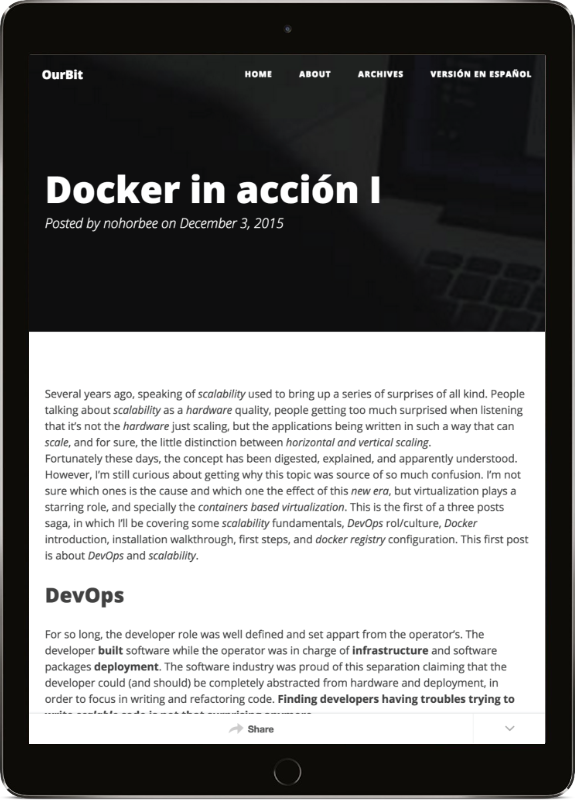 OurBit
HOME ABOUT ARCHIVES VERSIÓN EN ESPAÑOL
Docker in acción I
Posted by nohorbee on December 3, 2015
Several years ago, speaking of scalability used to bring up a series of surprises of all kind. People
talking about scalability as a hardware quality, people getting too much surprised when listening
that it's not the hardware just scaling, but the applications being written in such a way that can
scale, and for sure, the little distinction between horizontal and vertical scaling.
Fortunately these days, the concept has been digested, explained, and apparently understood.
However, I'm still curious about getting why this topic was source of so much confusion. I'm not
sure which ones is the cause and which one the effect of this new era, but virtualization plays a
starring role, and specially the containers based virtualization. This is the first of a three posts
saga, in which I'll be covering some scalability fundamentals, DevOps rol/culture, Docker
introduction, installation walkthrough, first steps, and docker registry configuration. This first post
is about DevOps and scalability.
DevOps
For so long, the developer role was well defined and set appart from the operator's. The
developer built software while the operator was in charge of infrastructure and software
packages deployment. The software industry was proud of this separation claiming that the
developer could (and should) be completely abstracted from hardware and deployment, in
order to focus in writing and refactoring code. Finding developers having troubles trying to
write scalable code is not that surprising anymore.
Share